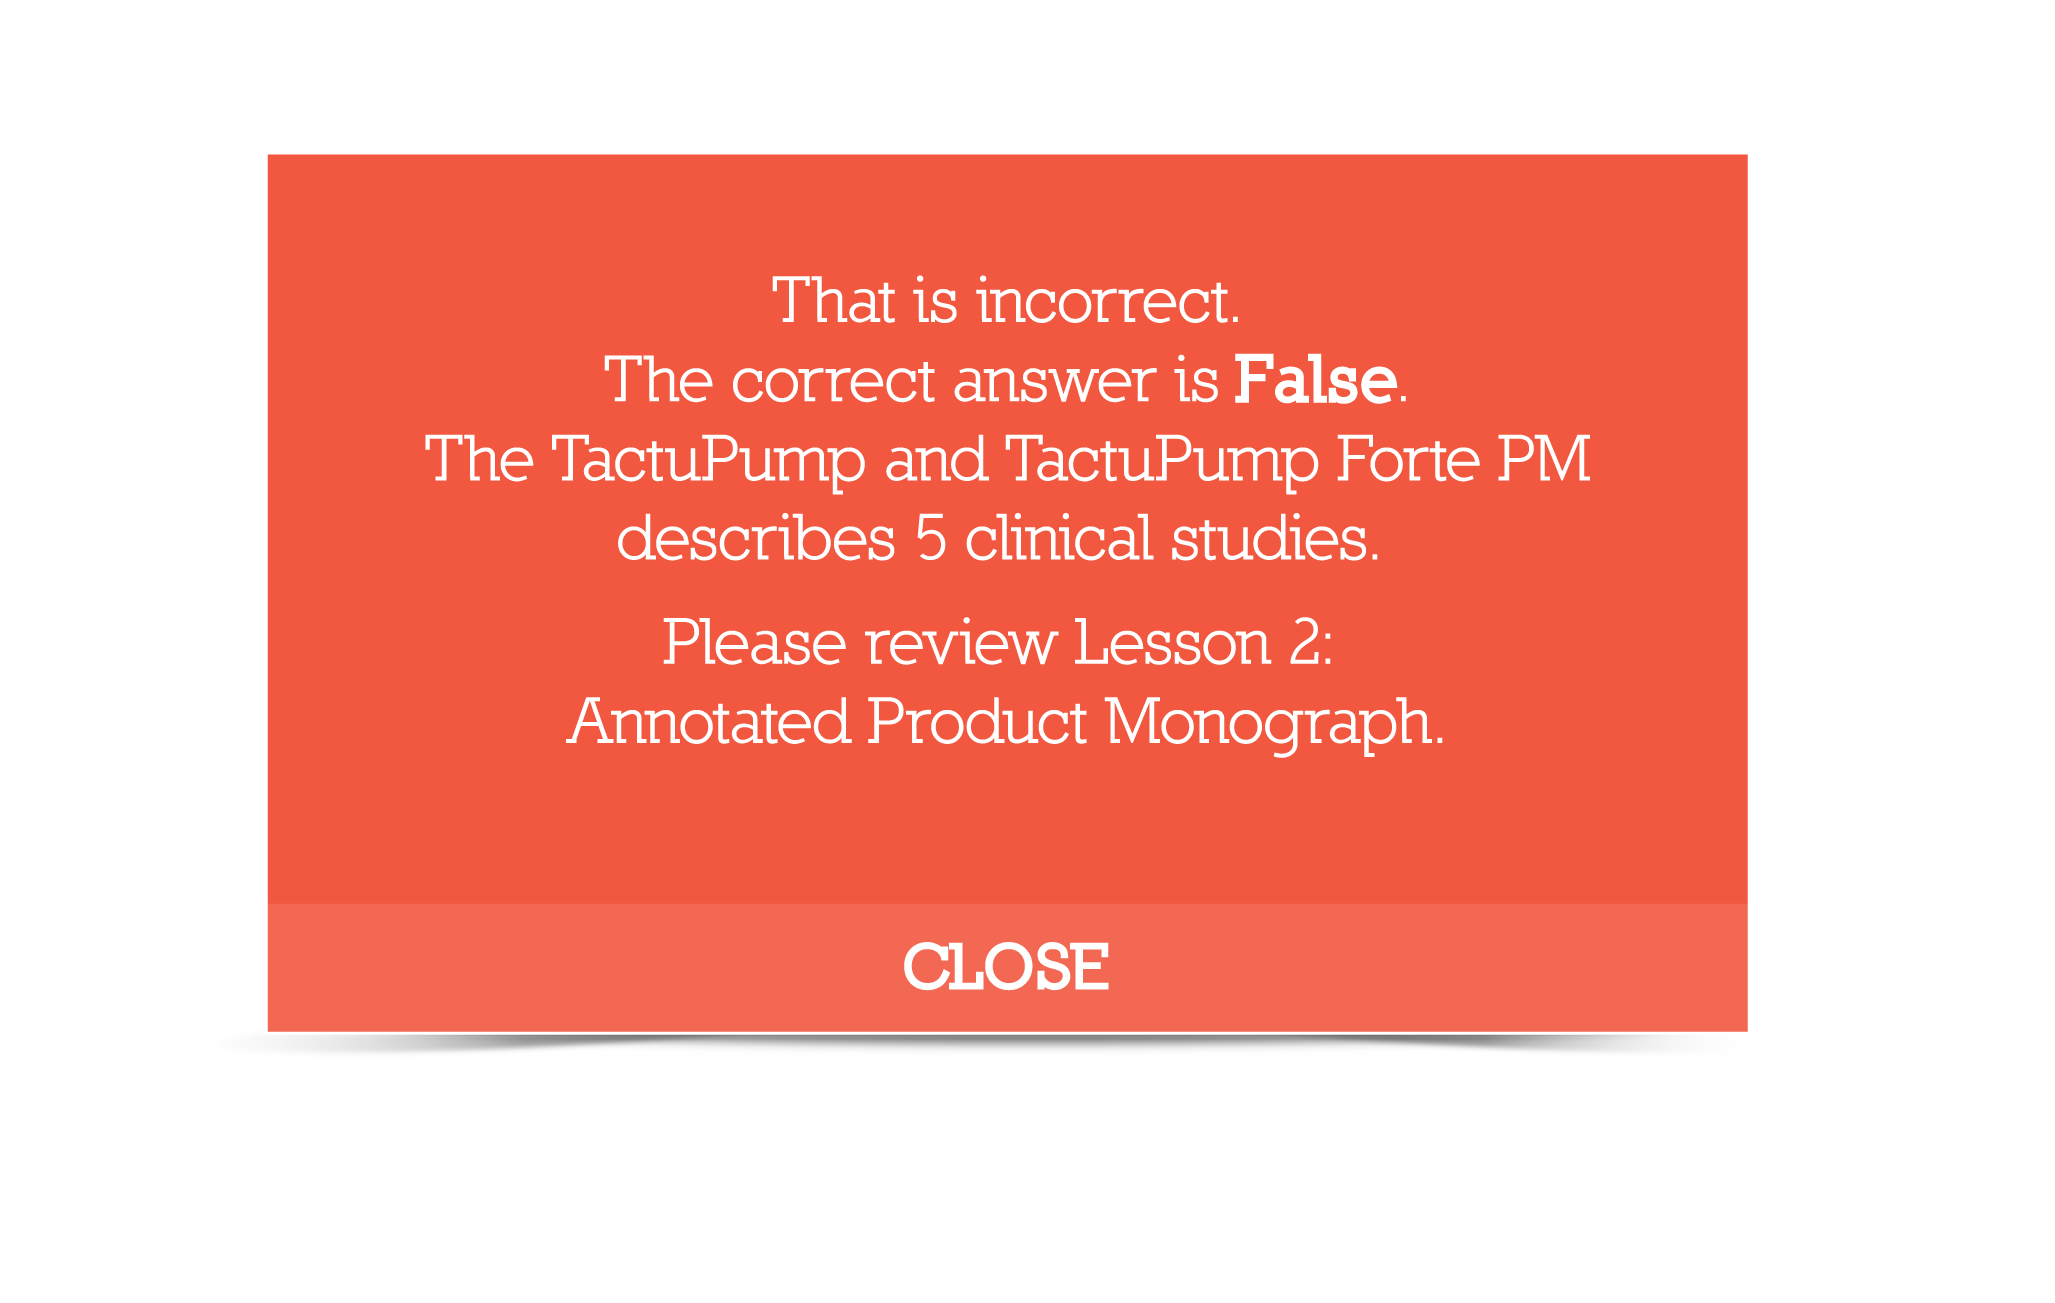 That is incorrect.
The correct answer is False.
The TactuPump and TactuPump Forte PM
describes 5 clinical studies.
Please review Lesson 2:
Annotated Product Monograph.
CLOSE